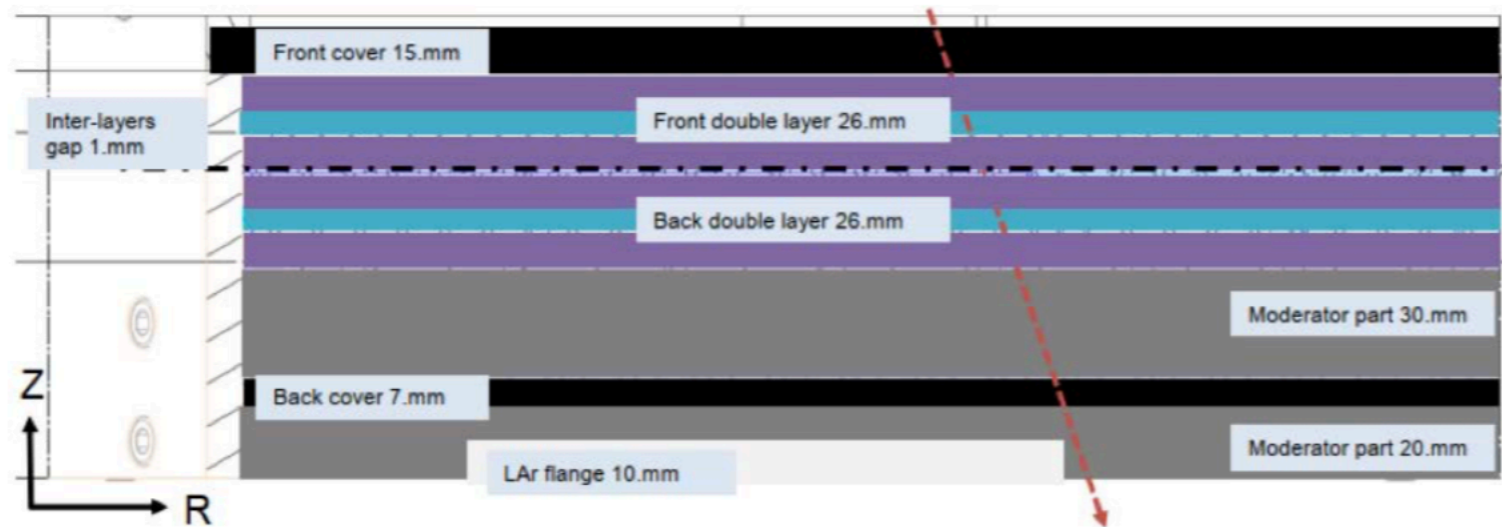 Front cover 15.mm
Inter-layers
gap 1.mm
Front double layer 26.mm
Back double layer 26.mm
Moderator part 30.mm
Z
Back cover 7.mm
Moderator part 20.mm
LAr flange 10.mm
R